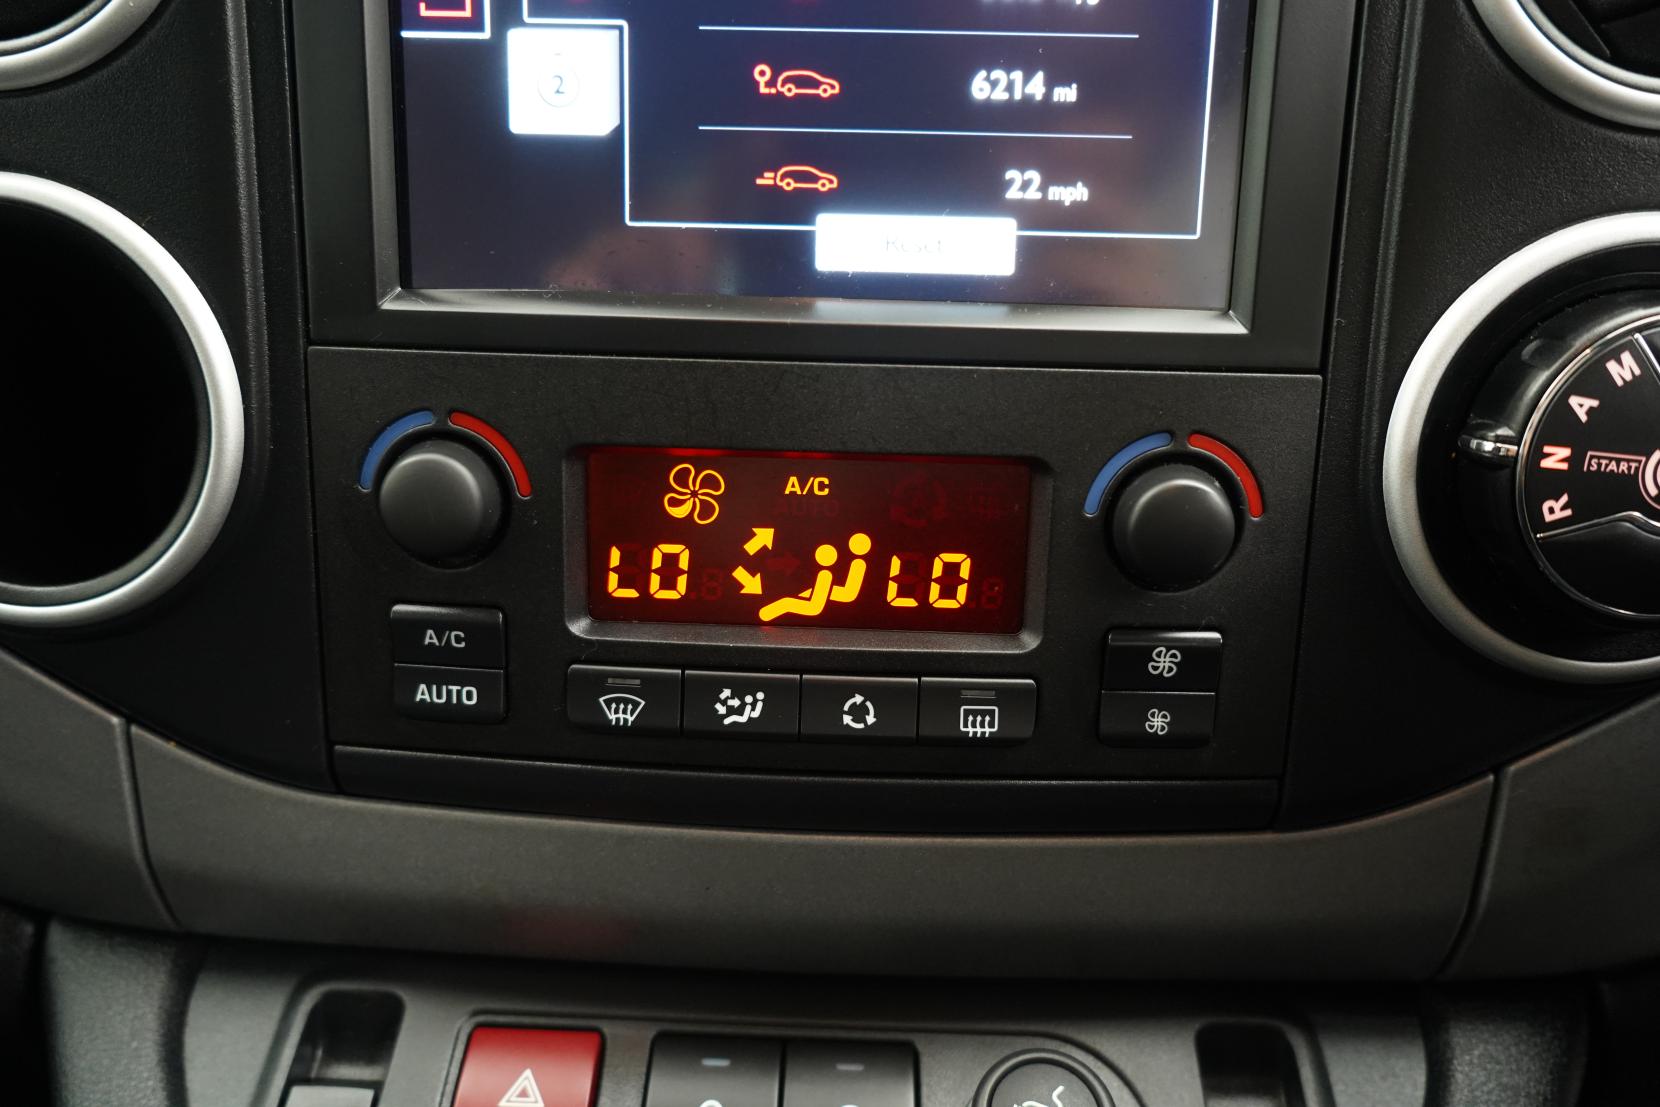 6214 mi
2
22 mph
Reset
M
A
N
R
START
A/C
LO
LO
A/C
AUTO